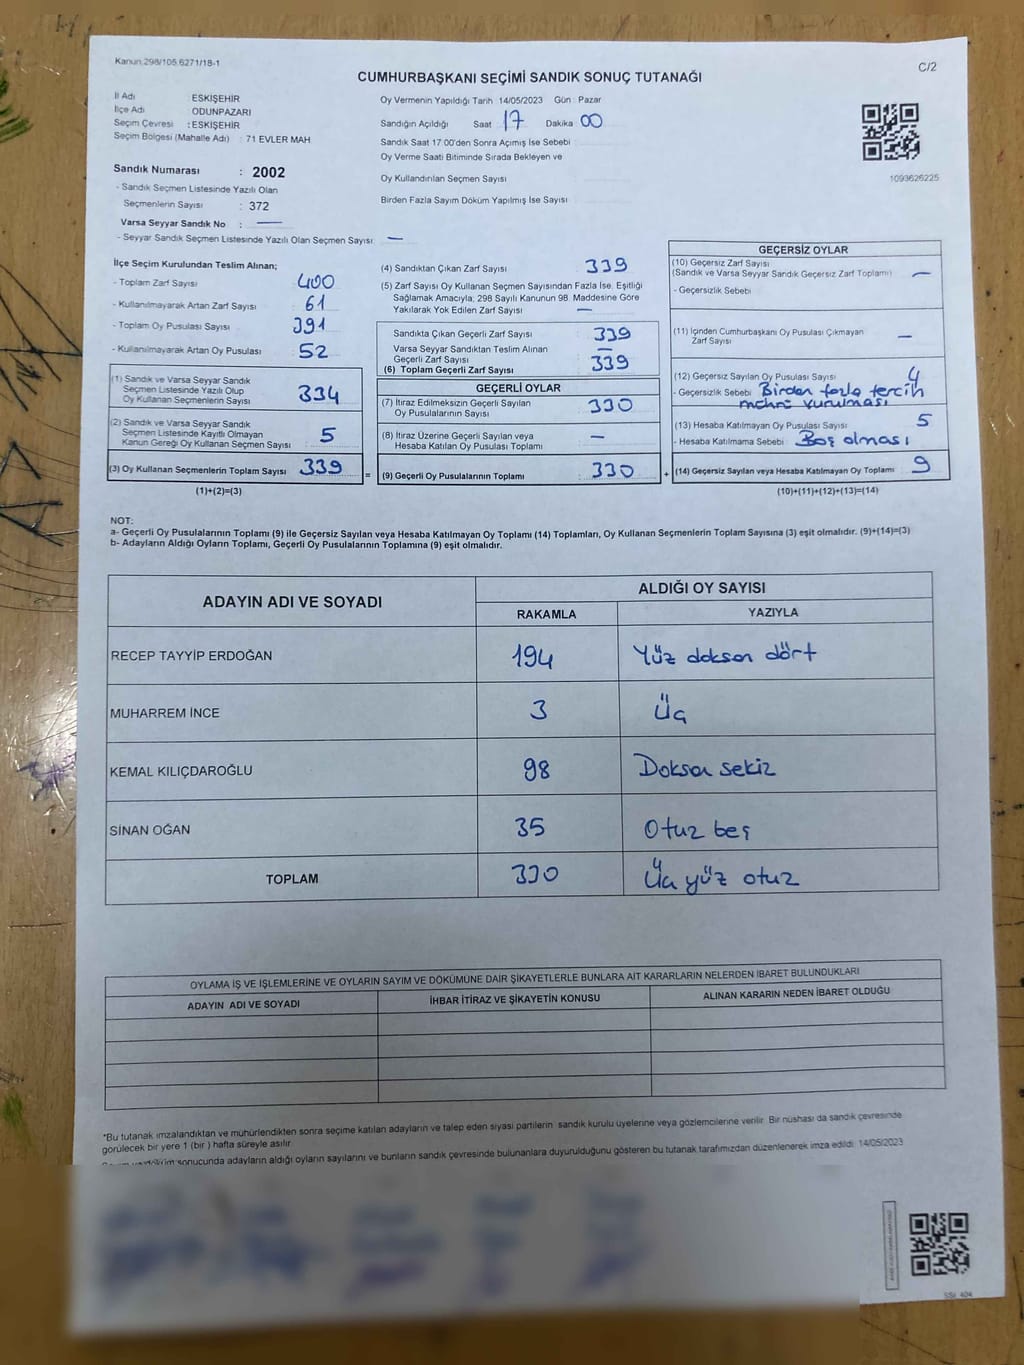 Kanun 298/105 6271/18-1
C/2
CUMHURBAŞKANI SEÇİMİ SANDIK SONUÇ TUTANAĞI
İl Adı ESKİŞEHİR
İlçe Adı ODUNPAZARI
Seçim Çevresi : ESKİŞEHİR
Seçim Bölgesi (Mahalle Adı) : 71 EVLER MAH
Sandık Numarası : 2002
- Sandık Seçmen Listesinde Yazılı Olan
Seçmenlerin Sayısı : 372
Varsa Seyyar Sandık No : —
- Seyyar Sandık Seçmen Listesinde Yazılı Olan Seçmen Sayısı: —
Oy Vermenin Yapıldığı Tarih 14/05/2023 Gün : Pazar
Sandığın Açıldığı Saat 17 Dakika 00
Sandık Saat 17 00'den Sonra Açımış İse Sebebi
Oy Verme Saati Bitiminde Sırada Bekleyen ve
Oy Kullandırılan Seçmen Sayısı
Birden Fazla Sayım Döküm Yapılmış İse Sayısı
1093626225
İlçe Seçim Kurulundan Teslim Alınan;
- Toplam Zarf Sayısı : 400
- Kullanılmayarak Artan Zarf Sayısı : 61
- Toplam Oy Pusulası Sayısı : 391
- Kullanılmayarak Artan Oy Pusulası : 52
(1) Sandık ve Varsa Seyyar Sandık
Seçmen Listesinde Yazılı Olup
Oy Kullanan Seçmenlerin Sayısı : 334
(2) Sandık ve Varsa Seyyar Sandık
Seçmen Listesinde Kayıtlı Olmayan
Kanun Gereği Oy Kullanan Seçmen Sayısı : 5
(3) Oy Kullanan Seçmenlerin Toplam Sayısı : 339 =
(1)+(2)=(3)
(4) Sandıktan Çıkan Zarf Sayısı : 339
(5) Zarf Sayısı Oy Kullanan Seçmen Sayısından Fazla İse, Eşitliği
Sağlamak Amacıyla, 298 Sayılı Kanunun 98. Maddesine Göre
Yakılarak Yok Edilen Zarf Sayısı : —
Sandıkta Çıkan Geçerli Zarf Sayısı : 339
Varsa Seyyar Sandıktan Teslim Alınan
Geçerli Zarf Sayısı : —
(6) Toplam Geçerli Zarf Sayısı : 339
GEÇERLİ OYLAR
(7) İtiraz Edilmeksizin Geçerli Sayılan
Oy Pusulalarının Sayısı : 330
(8) İtiraz Üzerine Geçerli Sayılan veya
Hesaba Katılan Oy Pusulaları Toplamı : —
(9) Geçerli Oy Pusulalarının Toplamı : 330 +
GEÇERSİZ OYLAR
(10) Geçersiz Zarf Sayısı
(Sandık ve Varsa Seyyar Sandık Geçersiz Zarf Toplamı) : —
- Geçersizlik Sebebi
(11) İçinden Cumhurbaşkanı Oy Pusulası Çıkmayan
Zarf Sayısı : —
(12) Geçersiz Sayılan Oy Pusulası Sayısı : 4
- Geçersizlik Sebebi : Birden fazla tercih
mührü vurulması
(13) Hesaba Katılmayan Oy Pusulası Sayısı : 5
- Hesaba Katılmama Sebebi : Boş olması
(14) Geçersiz Sayılan veya Hesaba Katılmayan Oy Toplamı : 9
(10)+(11)+(12)+(13)=(14)
NOT:
a- Geçerli Oy Pusulalarının Toplamı (9) ile Geçersiz Sayılan veya Hesaba Katılmayan Oy Toplamı (14) Toplamları, Oy Kullanan Seçmenlerin Toplam Sayısına (3) eşit olmalıdır. (9)+(14)=(3)
b- Adayların Aldığı Oyların Toplamı, Geçerli Oy Pusulalarının Toplamına (9) eşit olmalıdır.
ADAYIN ADI VE SOYADI
ALDIĞI OY SAYISI
RAKAMLA YAZIYLA
RECEP TAYYİP ERDOĞAN 194 Yüz doksan dört
MUHARREM İNCE 3 Üç
KEMAL KILIÇDAROĞLU 98 Doksan sekiz
SİNAN OĞAN 35 Otuz beş
TOPLAM 330 Üç yüz otuz
OYLAMA İŞ VE İŞLEMLERİNE VE OYLARIN SAYIM VE DÖKÜMÜNE DAİR ŞİKAYETLERLE BUNLARA AİT KARARLARIN NELERDEN İBARET BULUNDUKLARI
ADAYIN ADI VE SOYADI İHBAR İTİRAZ VE ŞİKAYETİN KONUSU ALINAN KARARIN NEDEN İBARET OLDUĞU
*Bu tutanak imzalandıktan ve mühürlendikten sonra seçime katılan adayların ve talep eden siyasi partilerin sandık kurulu üyelerine veya gözlemcilerine verilir. Bir nüshası da sandık çevresinde
görülecek bir yere 1 (bir ) hafta süreyle asılır.
sonucunda adayların aldığı oyların sayılarını ve bunların sandık çevresinde bulunanlara duyurulduğunu gösteren bu tutanak tarafımızdan düzenlenerek imza edildi. 14/05/2023
SSI: 404